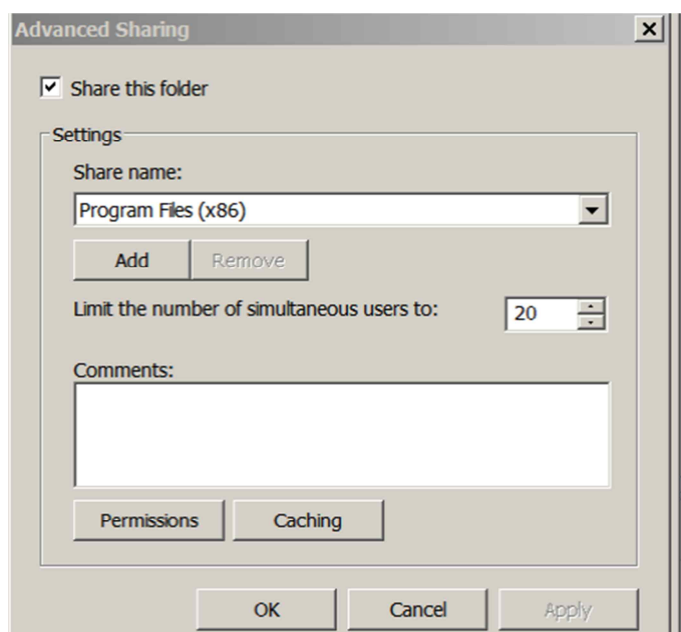 Advanced Sharing
Share this folder
Settings
Share name:
Program Files (x86)
Add Remove
Limit the number of simultaneous users to: 20
Comments:
Permissions Caching
OK Cancel Apply